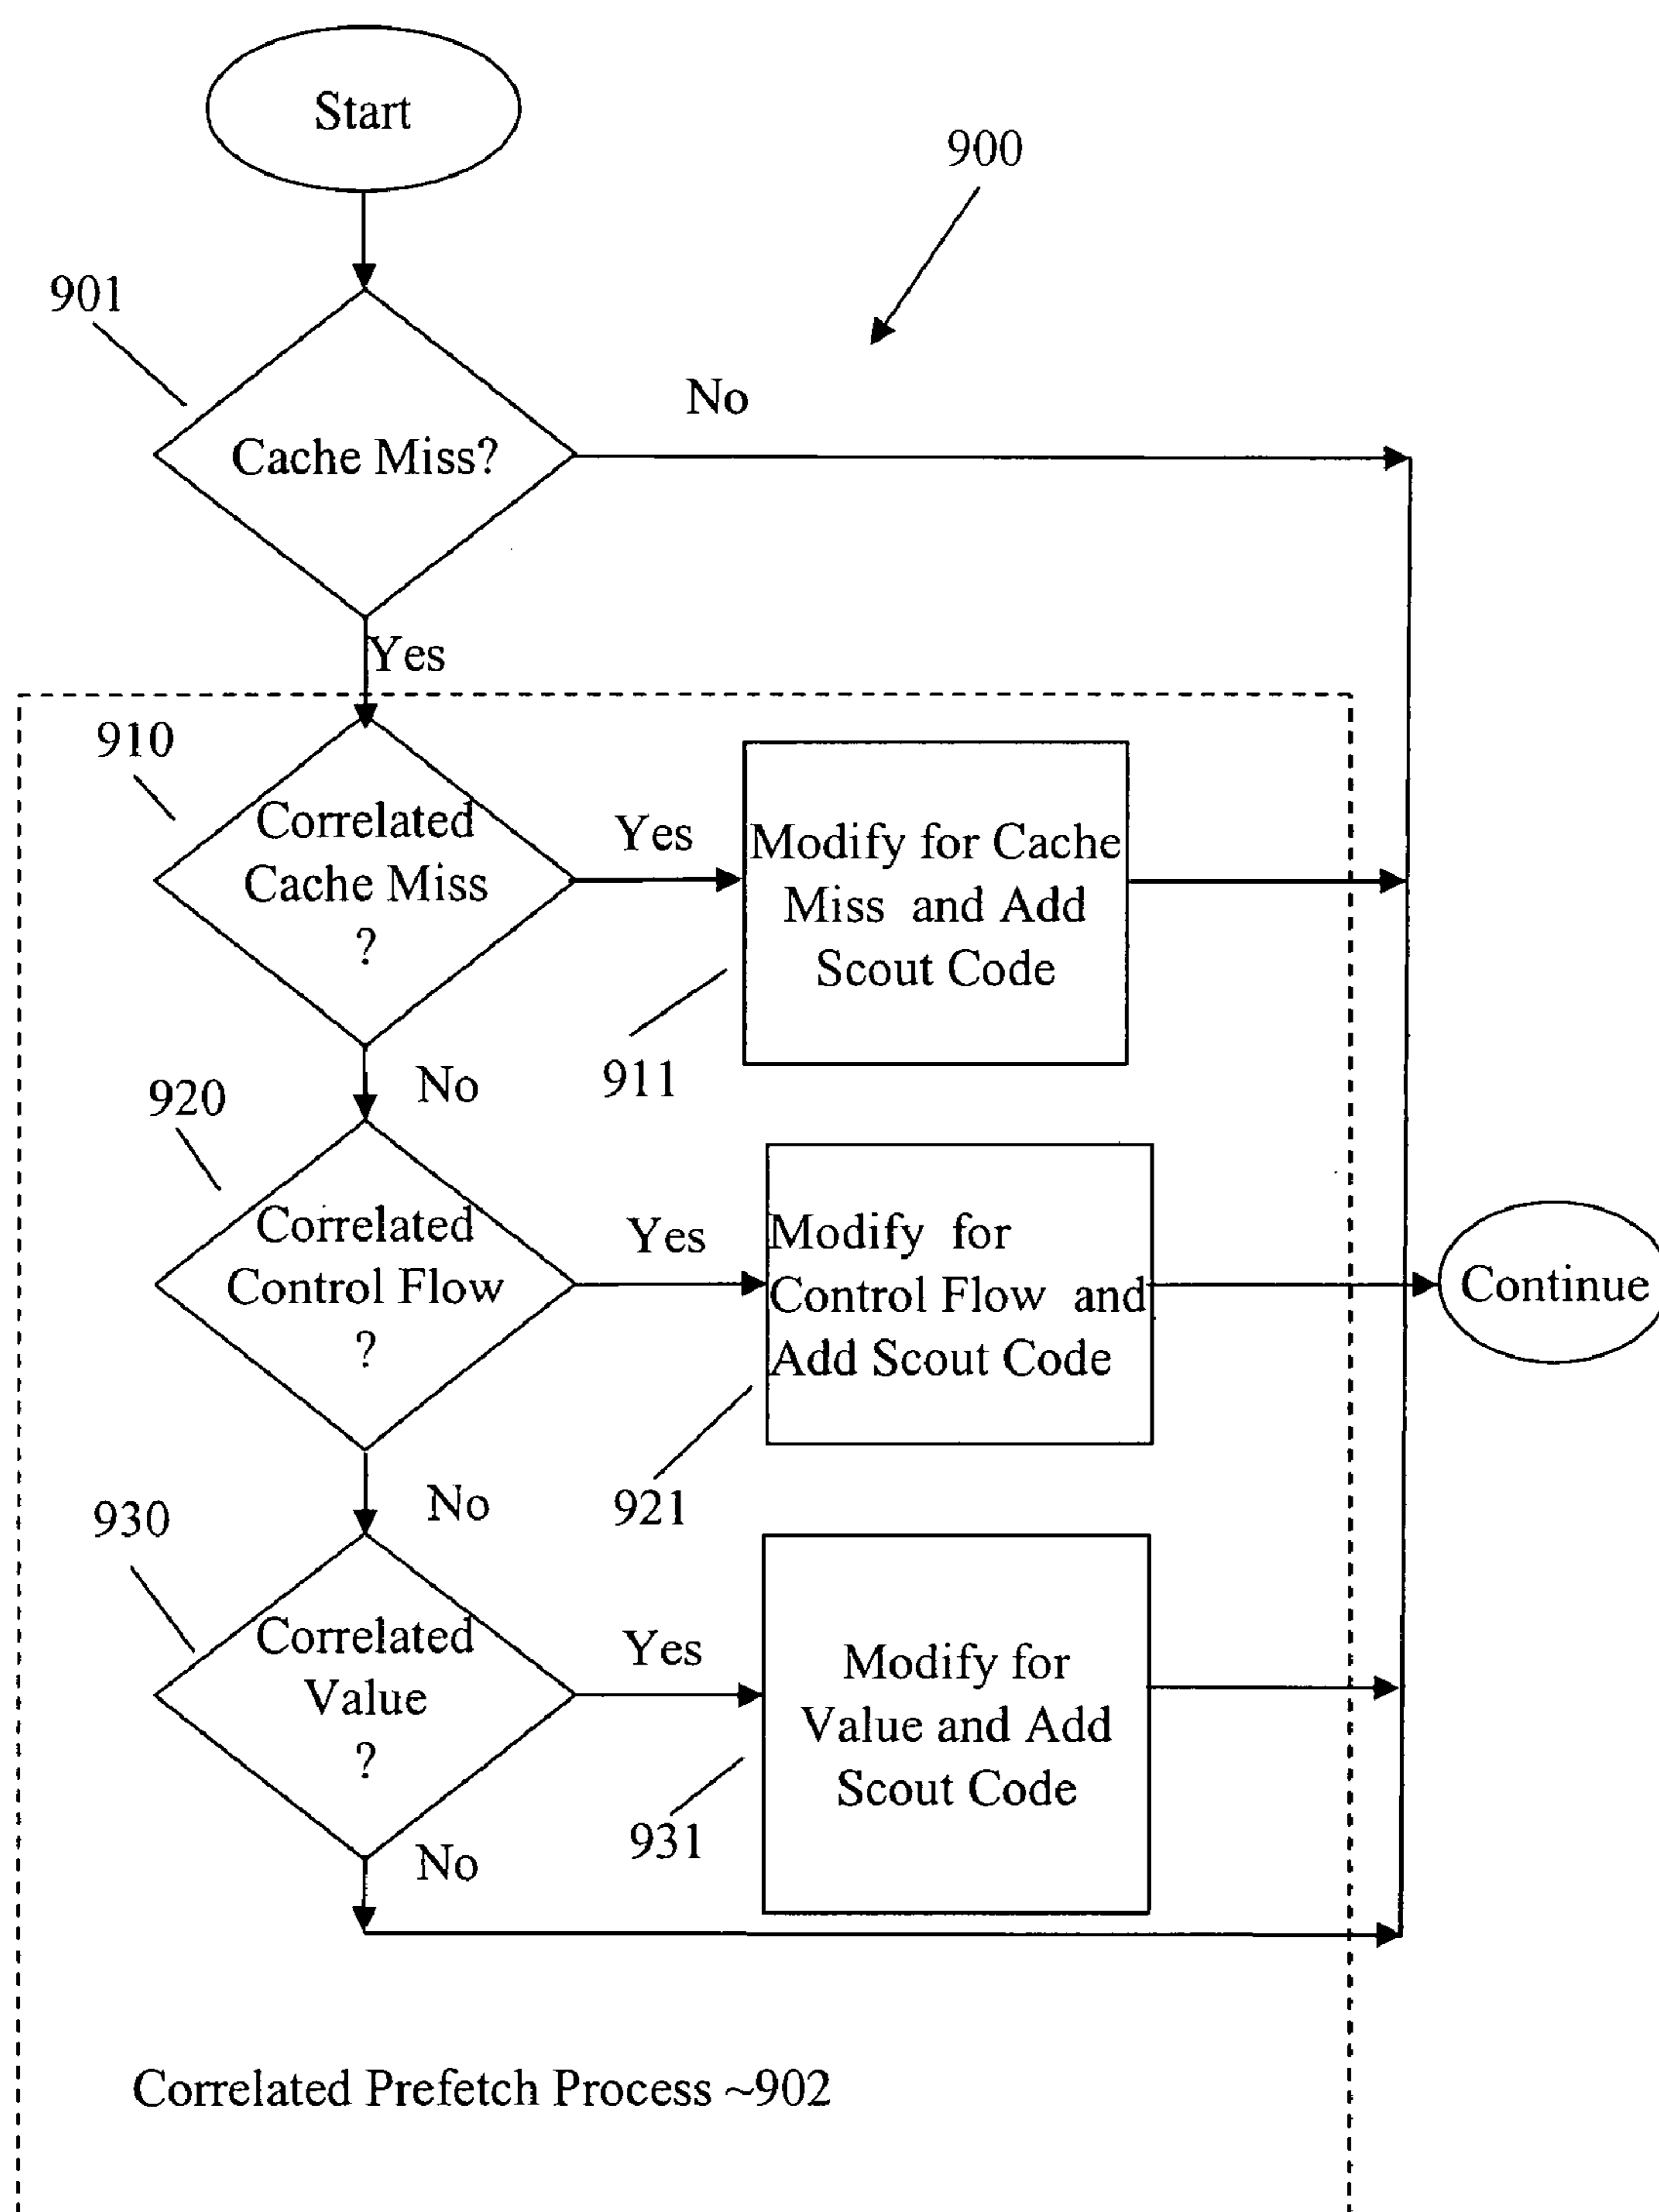 Start
900
901
No
Cache Miss?
Yes
910
Correlated
Cache Miss
?
Yes
Modify for Cache
Miss and Add
Scout Code
911
No
920
Correlated
Control Flow
?
Yes
Modify for
Control Flow and
Add Scout Code
Continue
921
No
930
Correlated
Value
?
Yes
Modify for
Value and Add
Scout Code
931
No
Correlated Prefetch Process ~902